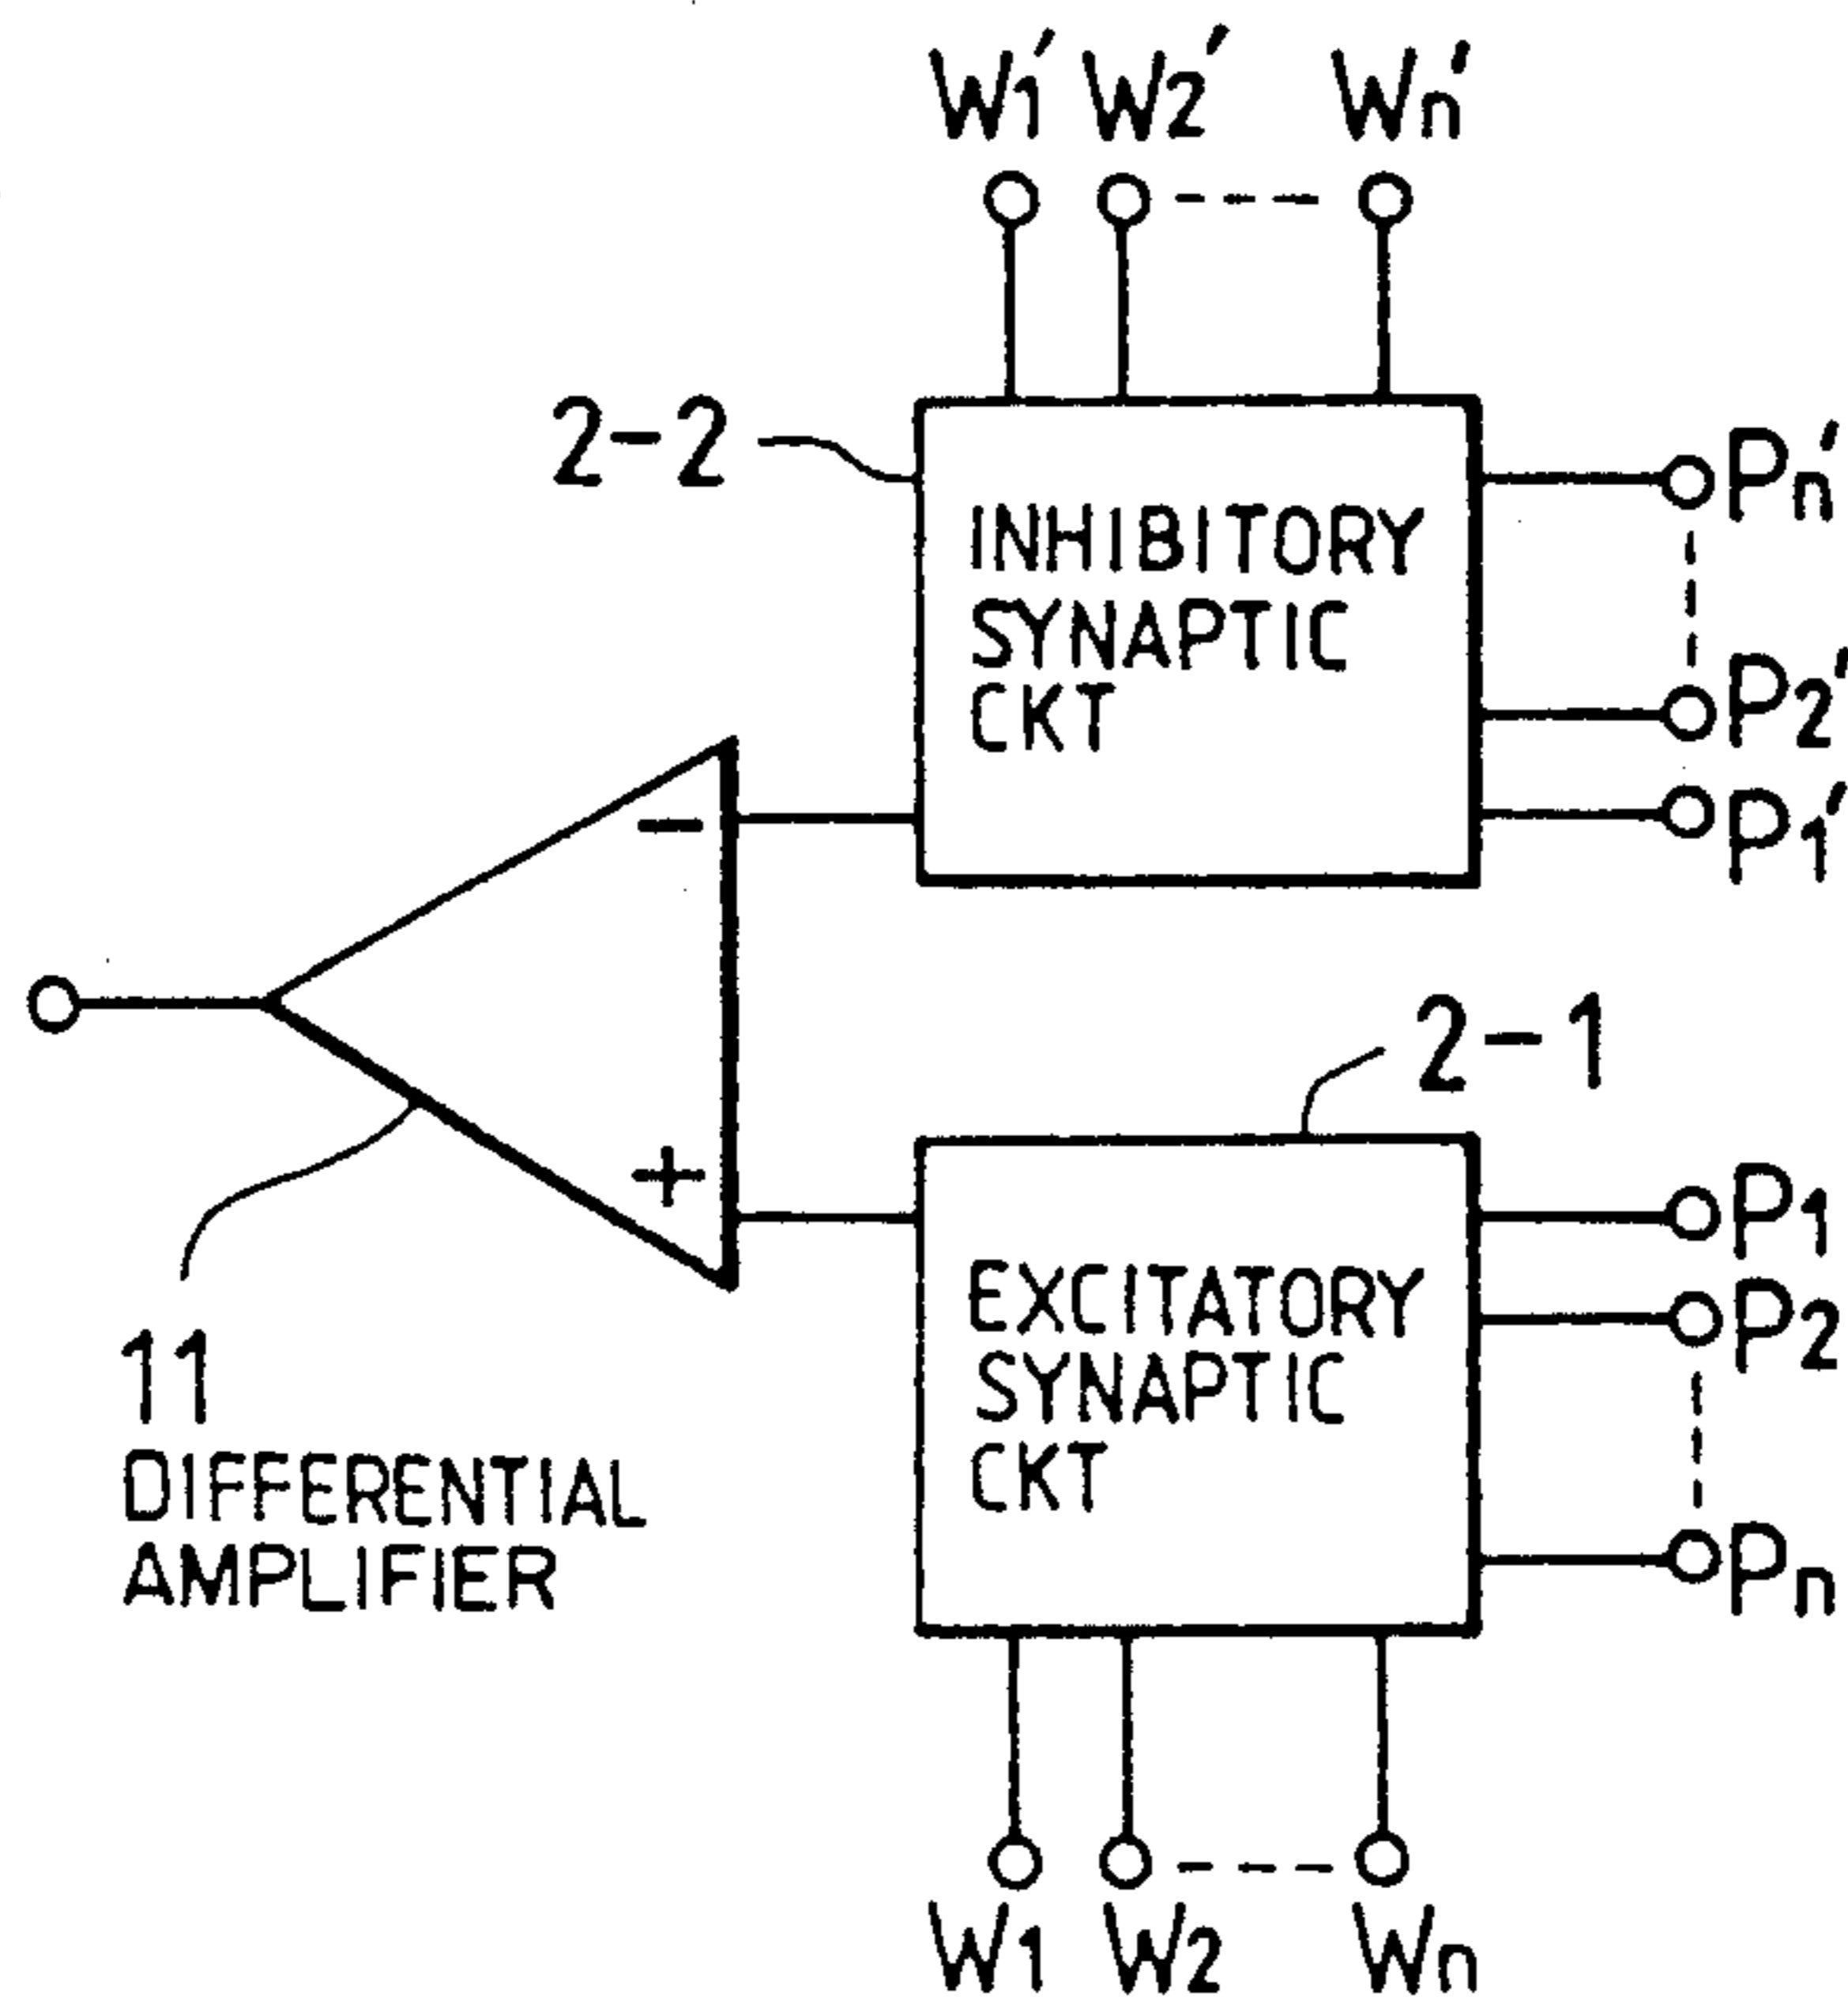 W1' W2' Wn'
2-2
INHIBITORY
SYNAPTIC
CKT
Pn'
P2'
P1'
-
+
2-1
EXCITATORY
SYNAPTIC
CKT
P1
P2
Pn
11
DIFFERENTIAL
AMPLIFIER
W1 W2 Wn